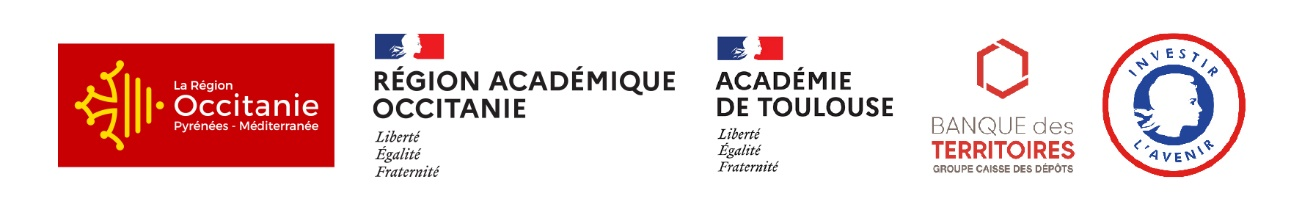 La Région
Occitanie
Pyrénées - Méditerranée
RÉGION ACADÉMIQUE
OCCITANIE
Liberté
Égalité
Fraternité
ACADÉMIE
DE TOULOUSE
Liberté
Égalité
Fraternité
BANQUE des
TERRITOIRES
GROUPE CAISSE DES DÉPÔTS
INVESTIR
L'AVENIR